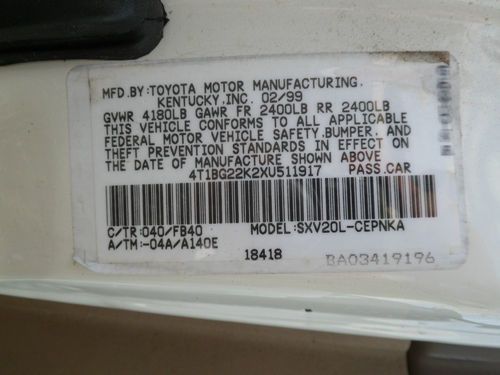 MFD.BY:TOYOTA MOTOR MANUFACTURING
KENTUCKY,INC. 02/99
GVWR 4180LB GAWR FR 2400LB RR 2400LB
THIS VEHICLE CONFORMS TO ALL APPLICABLE
FEDERAL MOTOR VEHICLE SAFETY,BUMPER, AND
THEFT PREVENTION STANDARDS IN EFFECT ON
THE DATE OF MANUFACTURE SHOWN ABOVE
4T1BG22K2XU511917 PASS.CAR
C/TR:040/FB40 MODEL:SXV20L-CEPNKA
A/TM:-04A/A140E
18418 BA03419196